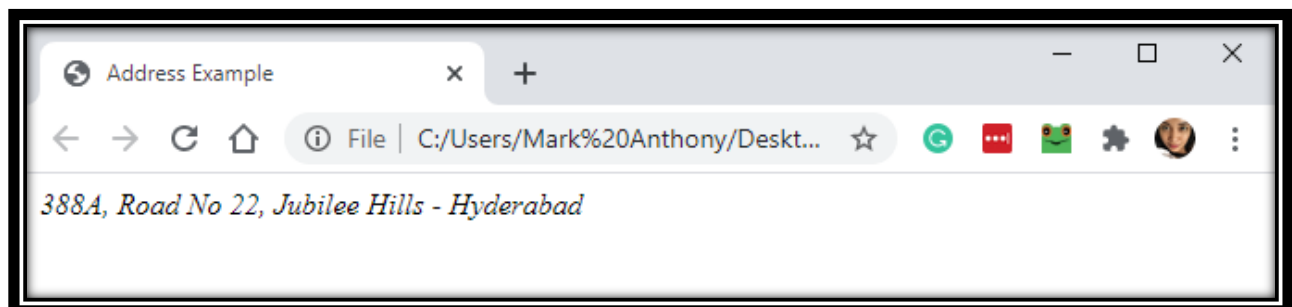 Address Example
File | C:/Users/Mark%20Anthony/Deskt...
388A, Road No 22, Jubilee Hills - Hyderabad